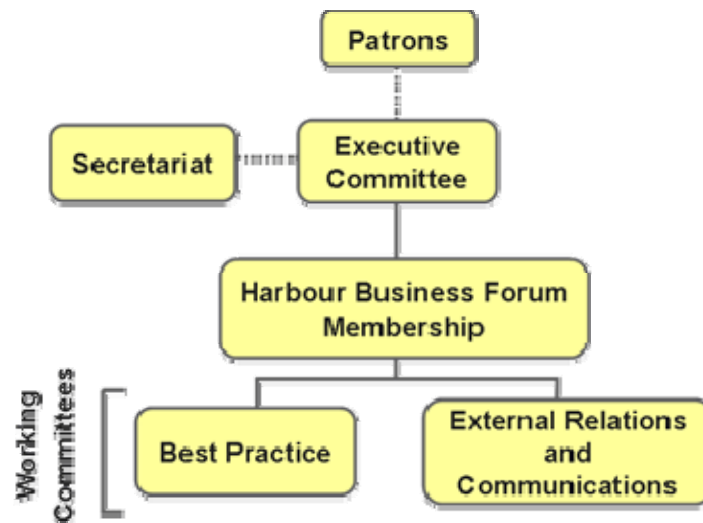 Patrons
Secretariat
Executive
Committee
Harbour Business Forum
Membership
Working
Committees
Best Practice
External Relations
and
Communications